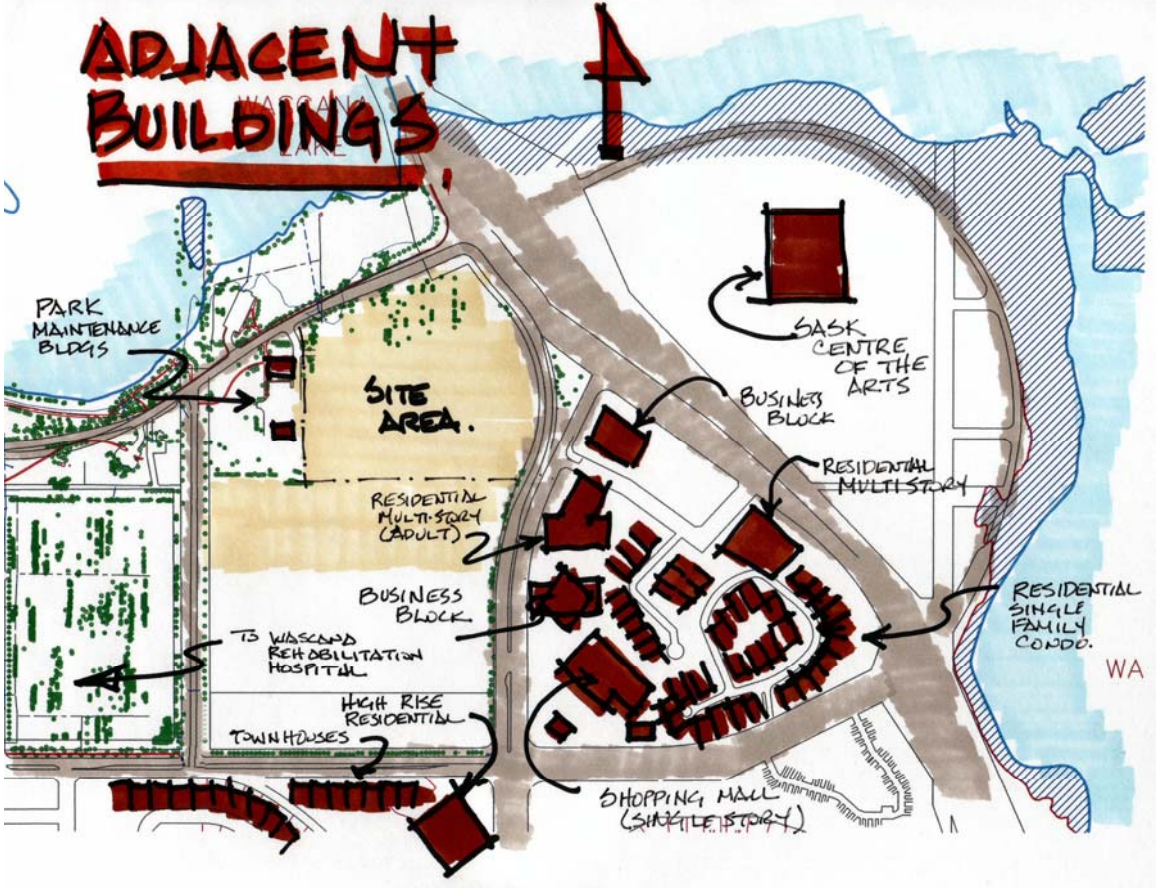 ADJACENT
BUILDINGS
WASCANA
LAKE
PARK
MAINTENANCE
BLDGS
SITE
AREA.
SASK
CENTRE
OF THE
ARTS
BUSINESS
BLOCK
RESIDENTIAL
MULTI STORY
RESIDENTIAL
MULTI-STORY
(ADULT)
BUSINESS
BLOCK
RESIDENTIAL
SINGLE
FAMILY
CONDO.
TO WASCANA
REHABILITATION
HOSPITAL
WA
HIGH RISE
RESIDENTIAL
TOWNHOUSES
SHOPPING MALL
(SINGLE STORY)